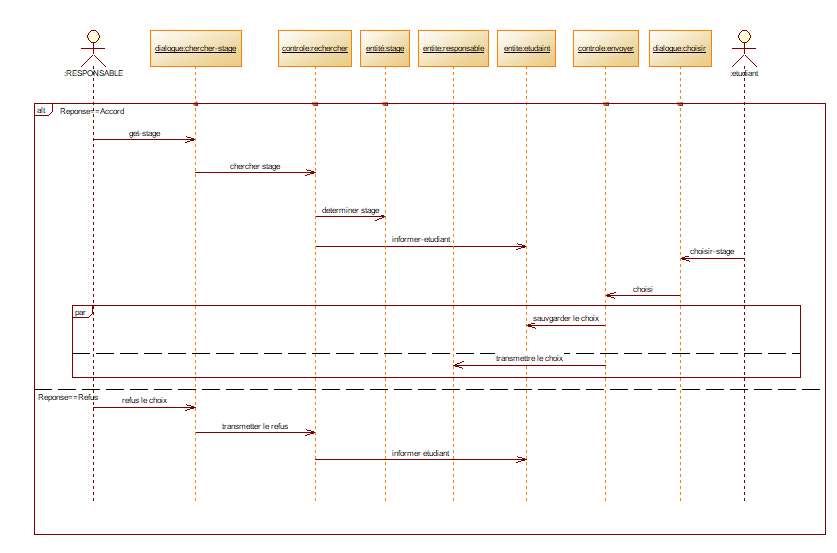 dialogue:chercher-stage
controle:rechercher
entité:stage
entite:responsable
entite:etudaint
controle:envoyer
dialogue:choisir
:RESPONSABLE
:etudiant
alt
Reponse==Accord
get-stage
chercher stage
determiner stage
informer-etudiant
choisir-stage
choisi
par
sauvgarder le choix
transmettre le choix
Reponse==Refus
refus le choix
transmetter le refus
informer etudiant